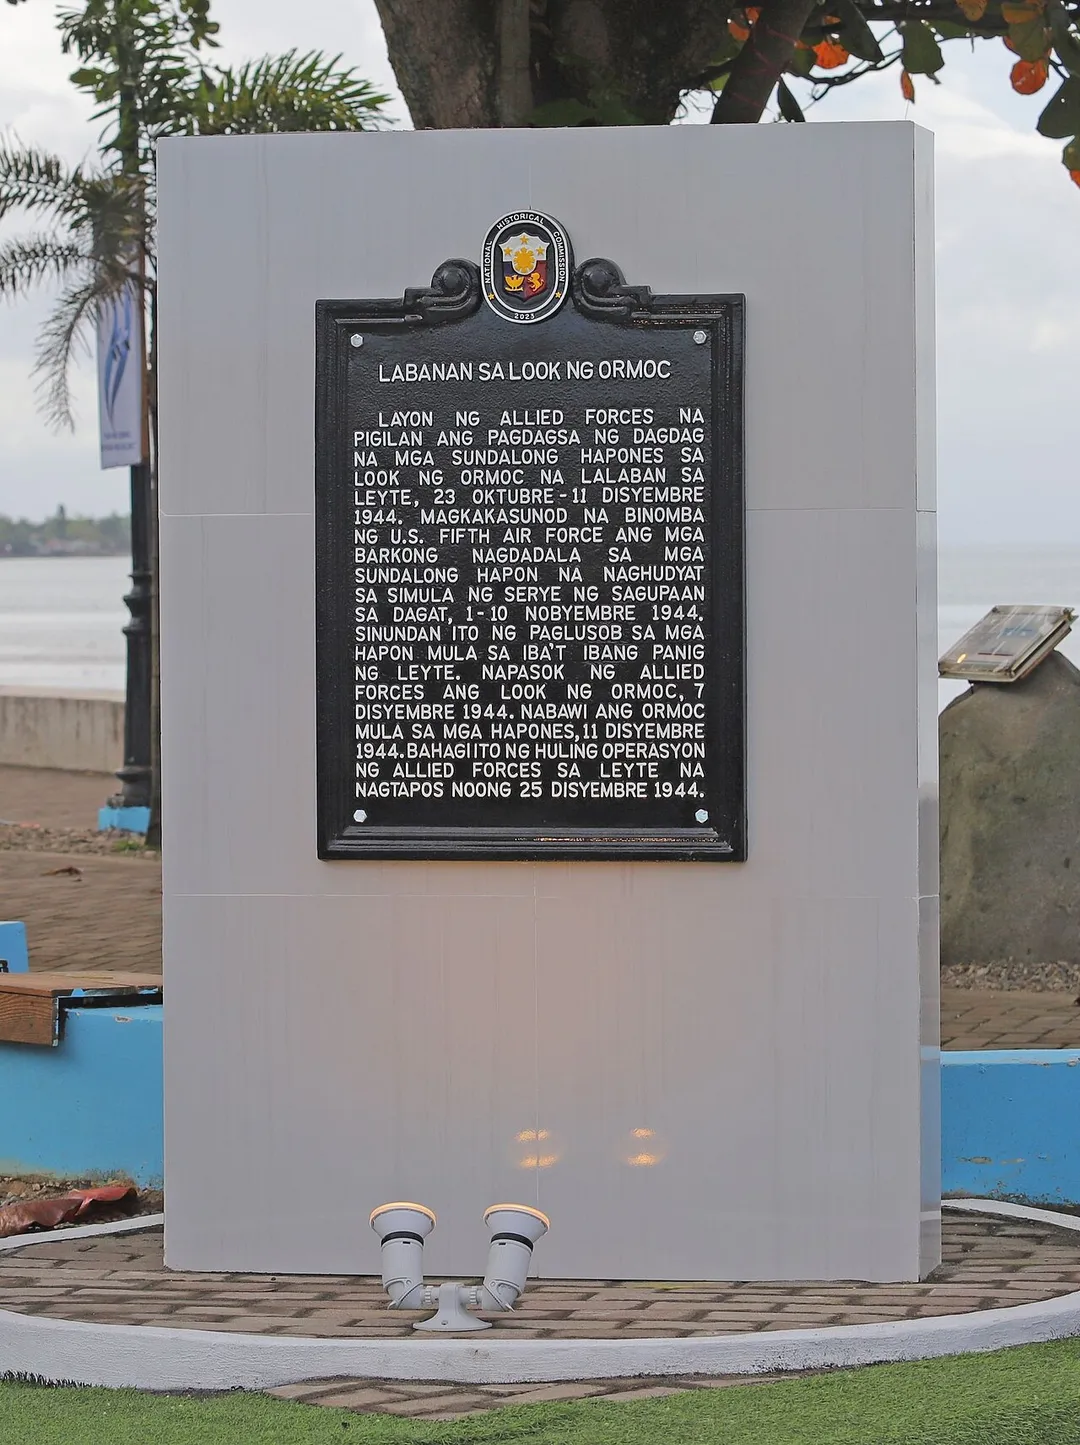 NATIONAL HISTORICAL COMMISSION
2023
LABANAN SA LOOK NG ORMOC
LAYON NG ALLIED FORCES NA
PIGILAN ANG PAGDAGSA NG DAGDAG
NA MGA SUNDALONG HAPONES SA
LOOK NG ORMOC NA LALABAN SA
LEYTE, 23 OKTUBRE - 11 DISYEMBRE
1944. MAGKAKASUNOD NA BINOMBA
NG U.S. FIFTH AIR FORCE ANG MGA
BARKONG NAGDADALA SA MGA
SUNDALONG HAPON NA NAGHUDYAT
SA SIMULA NG SERYE NG SAGUPAAN
SA DAGAT, 1-10 NOBYEMBRE 1944.
SINUNDAN ITO NG PAGLUSOB SA MGA
HAPON MULA SA IBA'T IBANG PANIG
NG LEYTE. NAPASOK NG ALLIED
FORCES ANG LOOK NG ORMOC, 7
DISYEMBRE 1944. NABAWI ANG ORMOC
MULA SA MGA HAPONES, 11 DISYEMBRE
1944. BAHAGI ITO NG HULING OPERASYON
NG ALLIED FORCES SA LEYTE NA
NAGTAPOS NOONG 25 DISYEMBRE 1944.